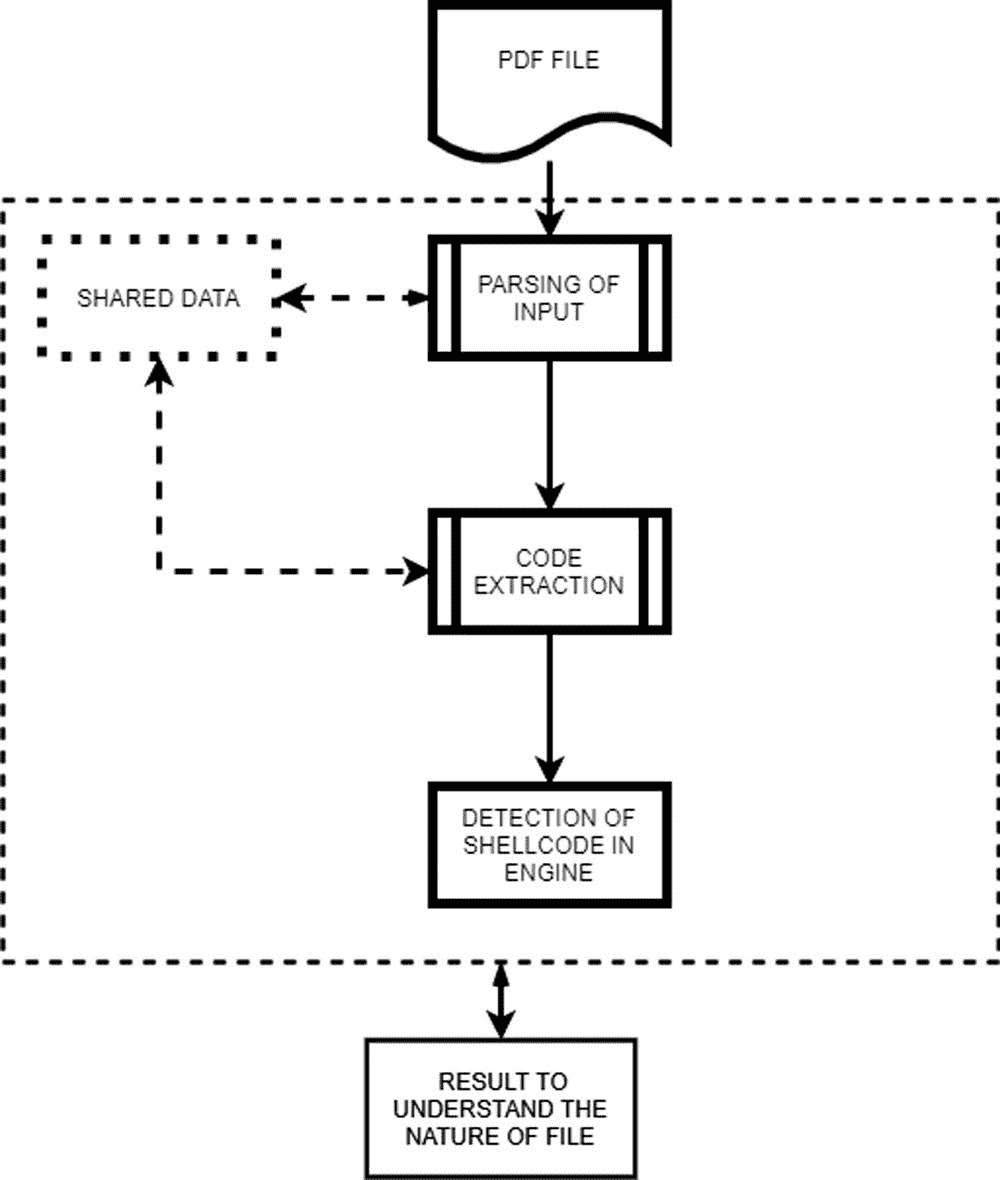 PDF FILE
SHARED DATA
PARSING OF
INPUT
CODE
EXTRACTION
DETECTION OF
SHELLCODE IN
ENGINE
RESULT TO
UNDERSTAND THE
NATURE OF FILE